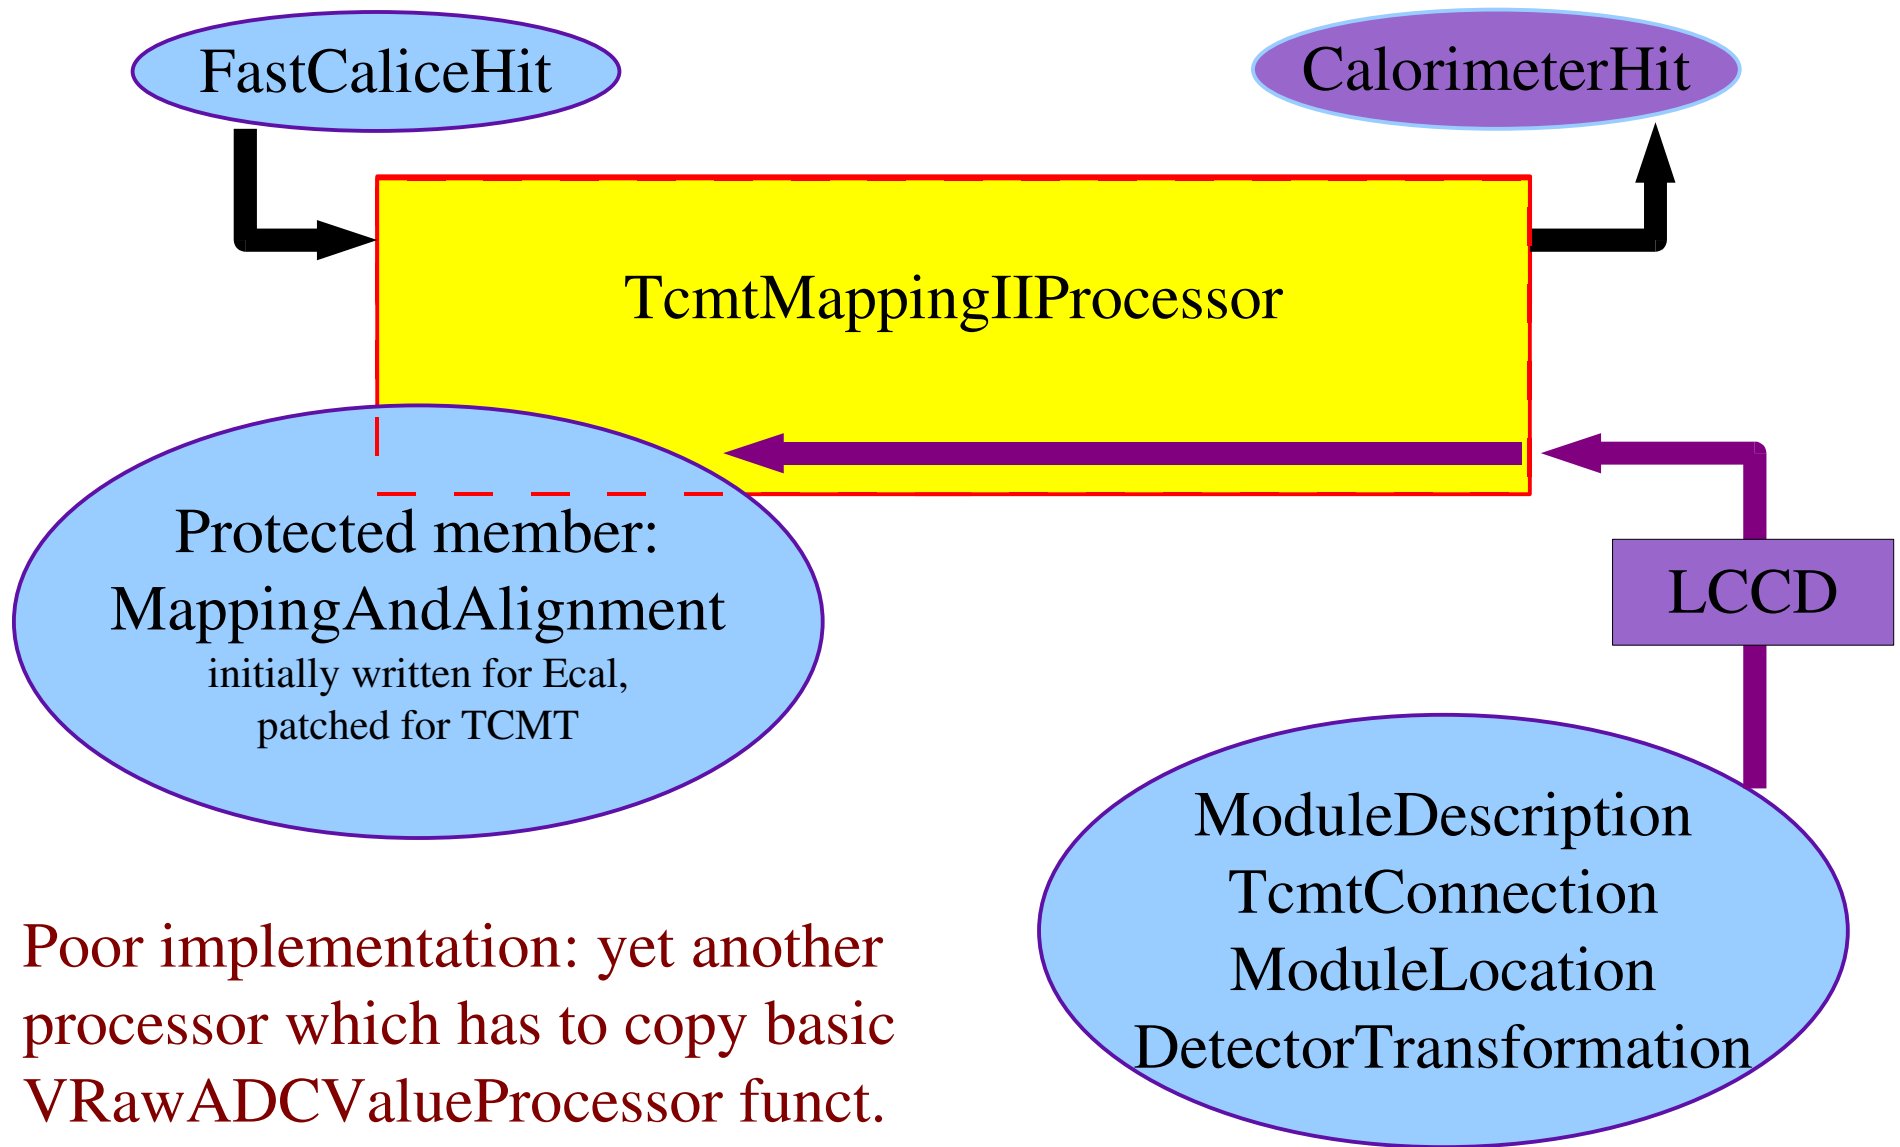 FastCaliceHit
CalorimeterHit
TcmtMappingIIProcessor
Protected member:
MappingAndAlignment
initially written for Ecal,
patched for TCMT
LCCD
ModuleDescription
TcmtConnection
ModuleLocation
DetectorTransformation
Poor implementation: yet another
processor which has to copy basic
VRawADCValueProcessor funct.